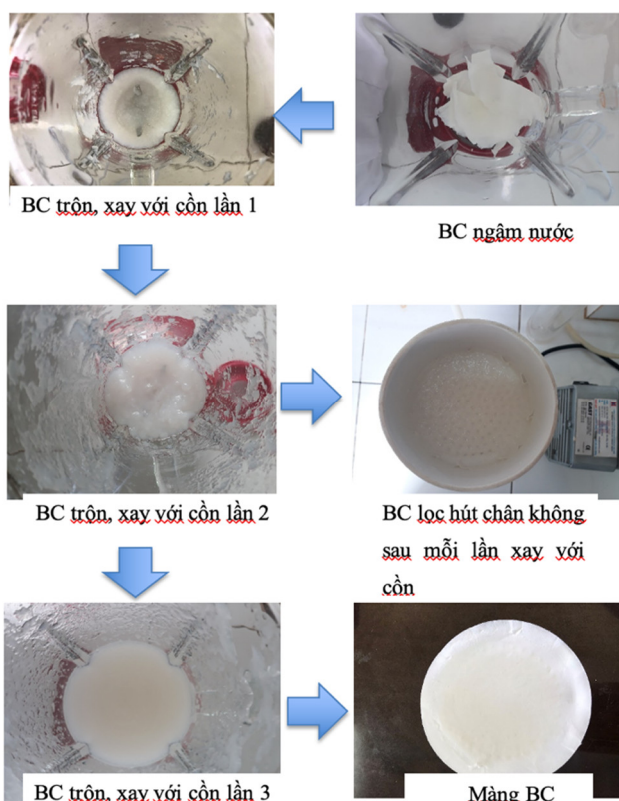 BC trộn, xay với cồn lần 1
BC ngâm nước
BC trộn, xay với cồn lần 2
BC lọc hút chân không
sau mỗi lần xay với
cồn
BC trộn, xay với cồn lần 3
Màng BC